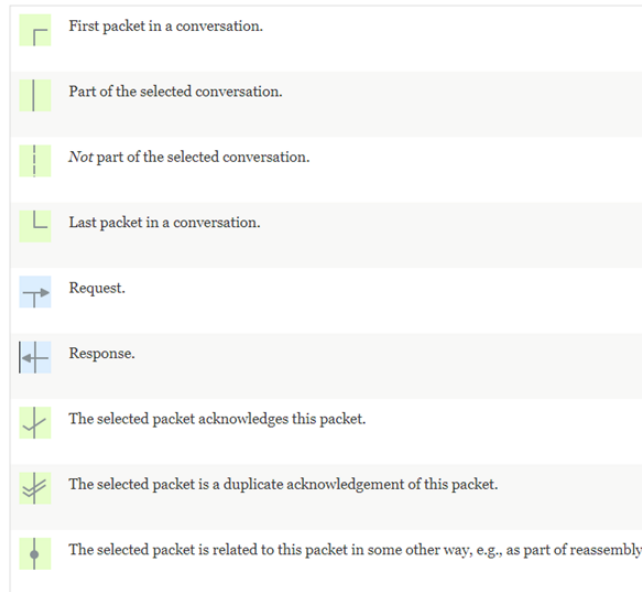 First packet in a conversation.
Part of the selected conversation.
Not part of the selected conversation.
Last packet in a conversation.
Request.
Response.
The selected packet acknowledges this packet.
The selected packet is a duplicate acknowledgement of this packet.
The selected packet is related to this packet in some other way, e.g., as part of reassembly